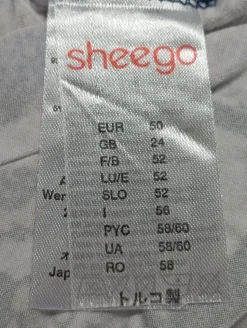 sheego
EUR 50
GB 24
F/B 52
LU/E 52
SLO 52
I 56
PYC 58/60
UA 58/60
RO 58
トルコ製